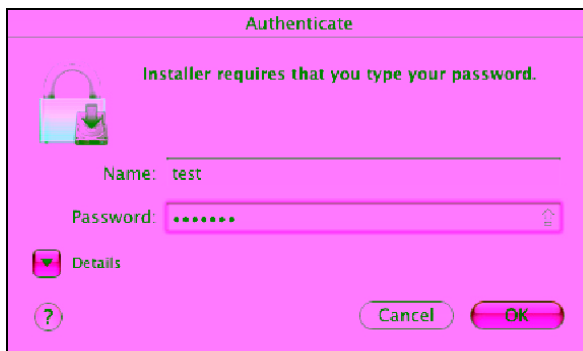 Authenticate
Installer requires that you type your password.
Name: test
Password: •••••••
Details
? Cancel OK